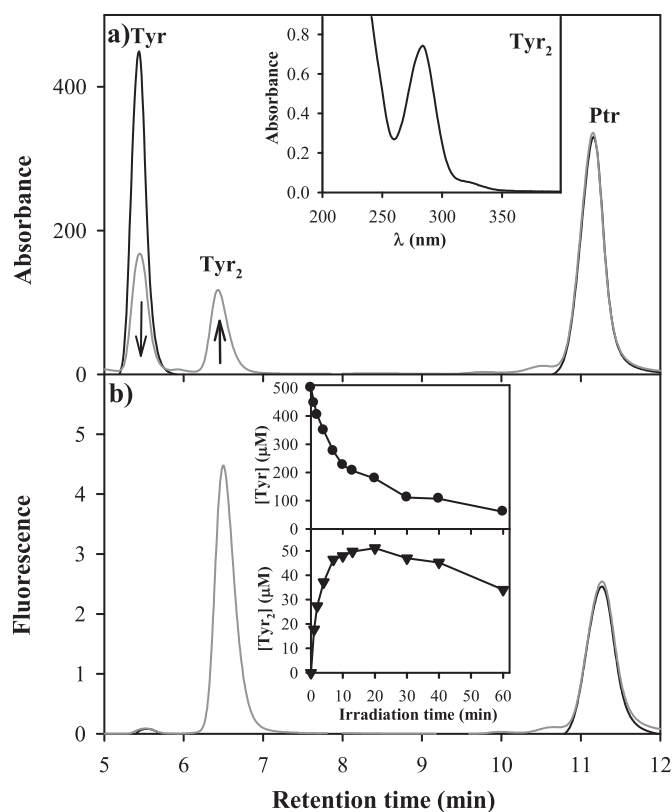 a)
Tyr
Tyr2
Ptr
Absorbance
400
200
0
Tyr2
Absorbance
0.8
0.6
0.4
0.2
0.0
200 250 300 350
λ (nm)
b)
Fluorescence
5
4
3
2
1
0
[Tyr] (μM)
500
400
300
200
100
0
[Tyr2] (μM)
50
40
30
20
10
0
0 10 20 30 40 50 60
Irradiation time (min)
5 6 7 8 9 10 11 12
Retention time (min)